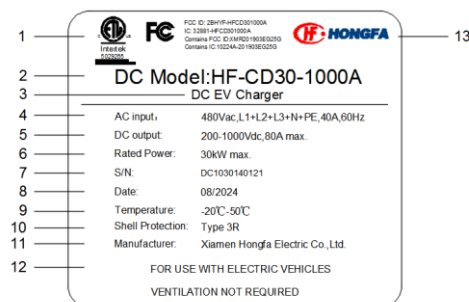 FCC ID: 2BHYF-HFCD301000A
IC: 32881-HFCD301000A
Contains FCC ID:XMR201903EG25G
Contains IC:10224A-201903EG25G
ETL
Intertek
5029265
FC
HF HONGFA
1
13
2 DC Model:HF-CD30-1000A
3 DC EV Charger
4 AC input, 480Vac,L1+L2+L3+N+PE,40A,60Hz
5 DC output: 200-1000Vdc,80A max.
6 Rated Power: 30kW max.
7 S/N: DC1030140121
8 Date: 08/2024
9 Temperature: -20℃-50℃
10 Shell Protection: Type 3R
11 Manufacturer: Xiamen Hongfa Electric Co.,Ltd.
12 FOR USE WITH ELECTRIC VEHICLES
VENTILATION NOT REQUIRED